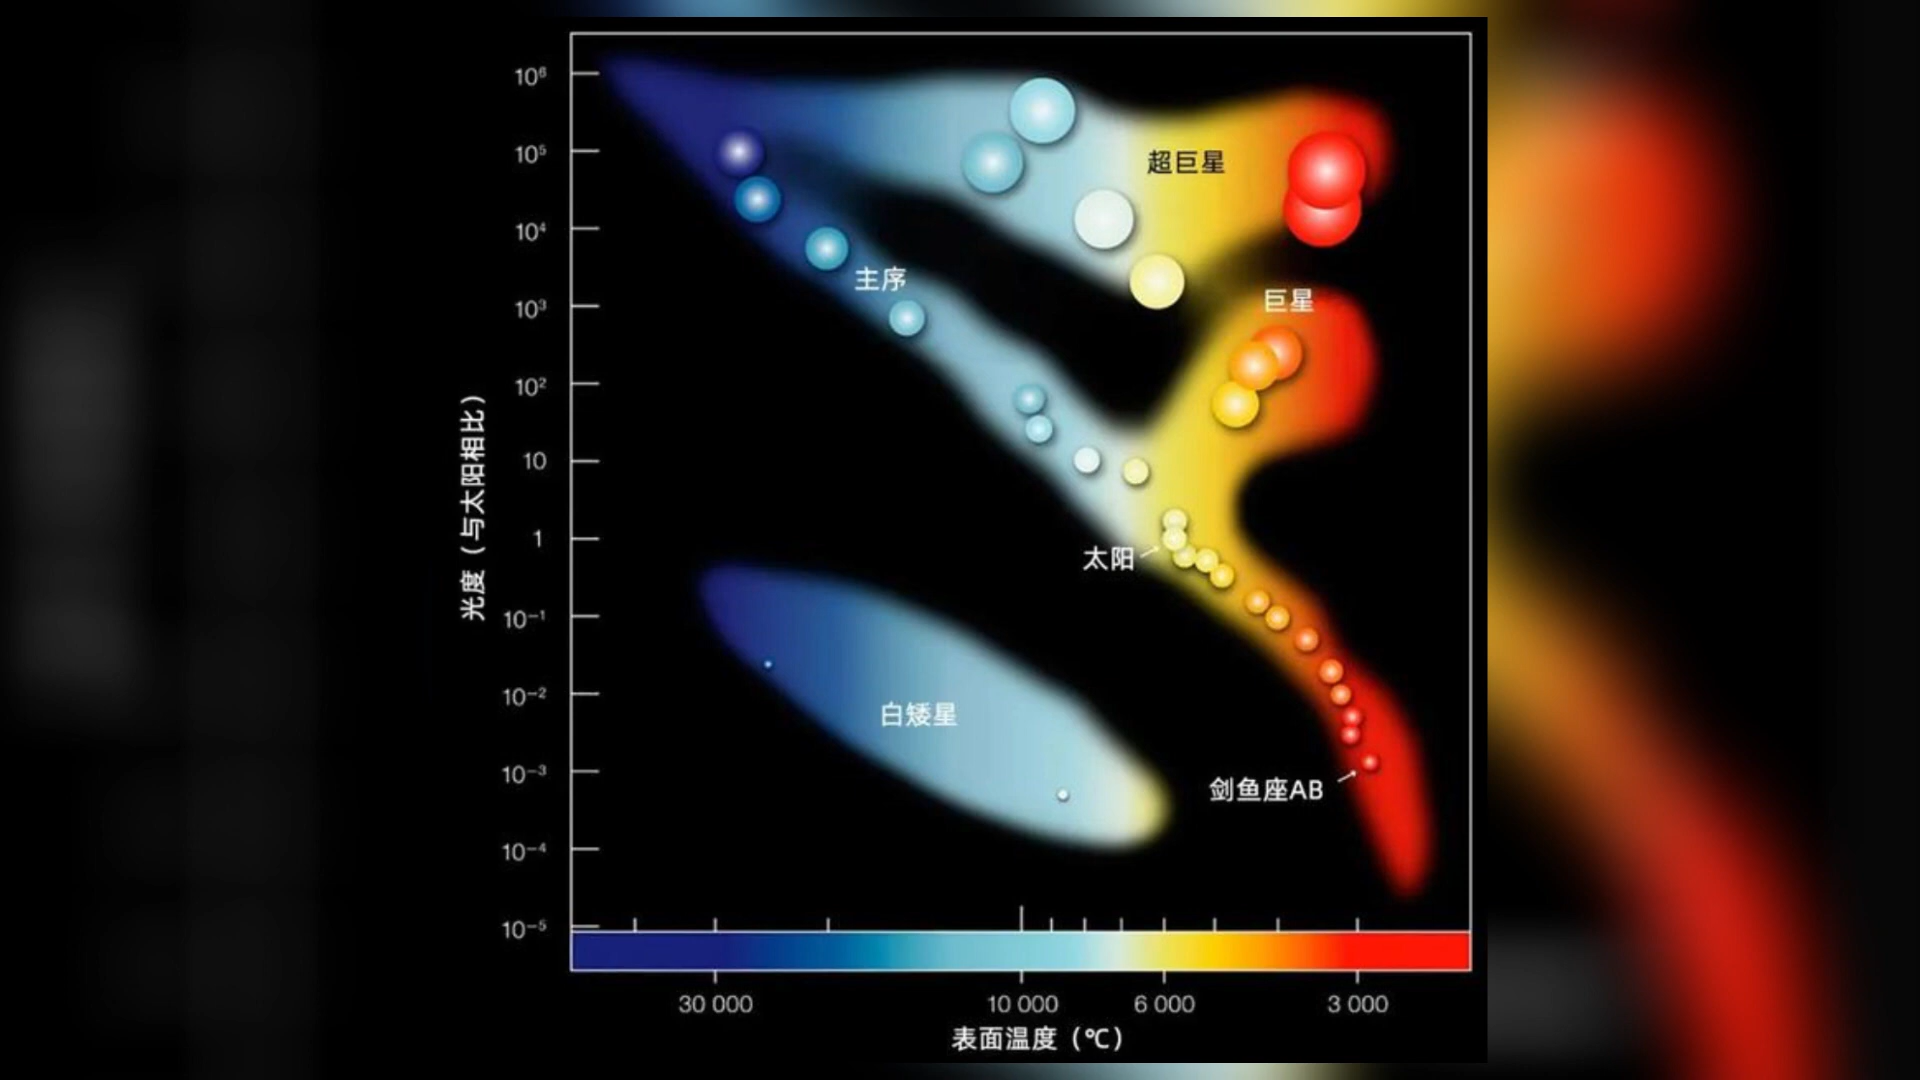 10⁶
10⁵
10⁴
10³
10²
10
1
10⁻¹
10⁻²
10⁻³
10⁻⁴
10⁻⁵
光度（与太阳相比）
超巨星
主序
巨星
太阳
白矮星
剑鱼座AB
30 000
10 000
6 000
3 000
表面温度（℃）